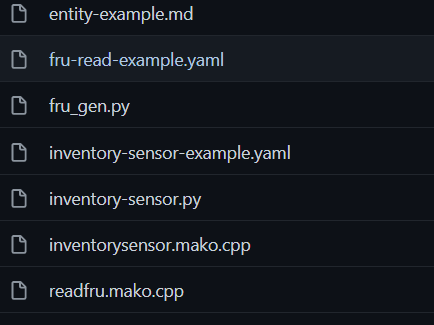 entity-example.md
fru-read-example.yaml
fru_gen.py
inventory-sensor-example.yaml
inventory-sensor.py
inventorysensor.mako.cpp
readfru.mako.cpp